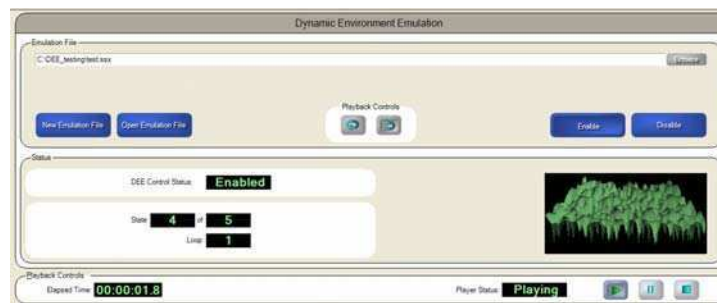 Dynamic Environment Emulation
Emulation File
C:\DEE_testing\test.ssx
Browse
Playback Controls
New Emulation File Open Emulation File
Enable Disable
Status
DEE Control Status: Enabled
State 4 of 5
Loop 1
Playback Controls
Elapsed Time: 00:00:01.8
Player Status: Playing